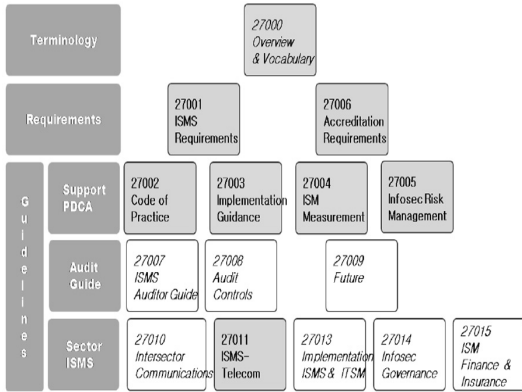 Terminology
27000
Overview
& Vocabulary
Requirements
27001
ISMS
Requirements
27006
Accreditation
Requirements
Guidelines
Support
PDCA
27002
Code of
Practice
27003
Implementation
Guidance
27004
ISM
Measurement
27005
Infosec Risk
Management
Audit
Guide
27007
ISMS
Auditor Guide
27008
Audit
Controls
27009
Future
Sector
ISMS
27010
Intersector
Communications
27011
ISMS-
Telecom
27013
Implementation
ISMS & ITSM
27014
Infosec
Governance
27015
ISM
Finance &
Insurance